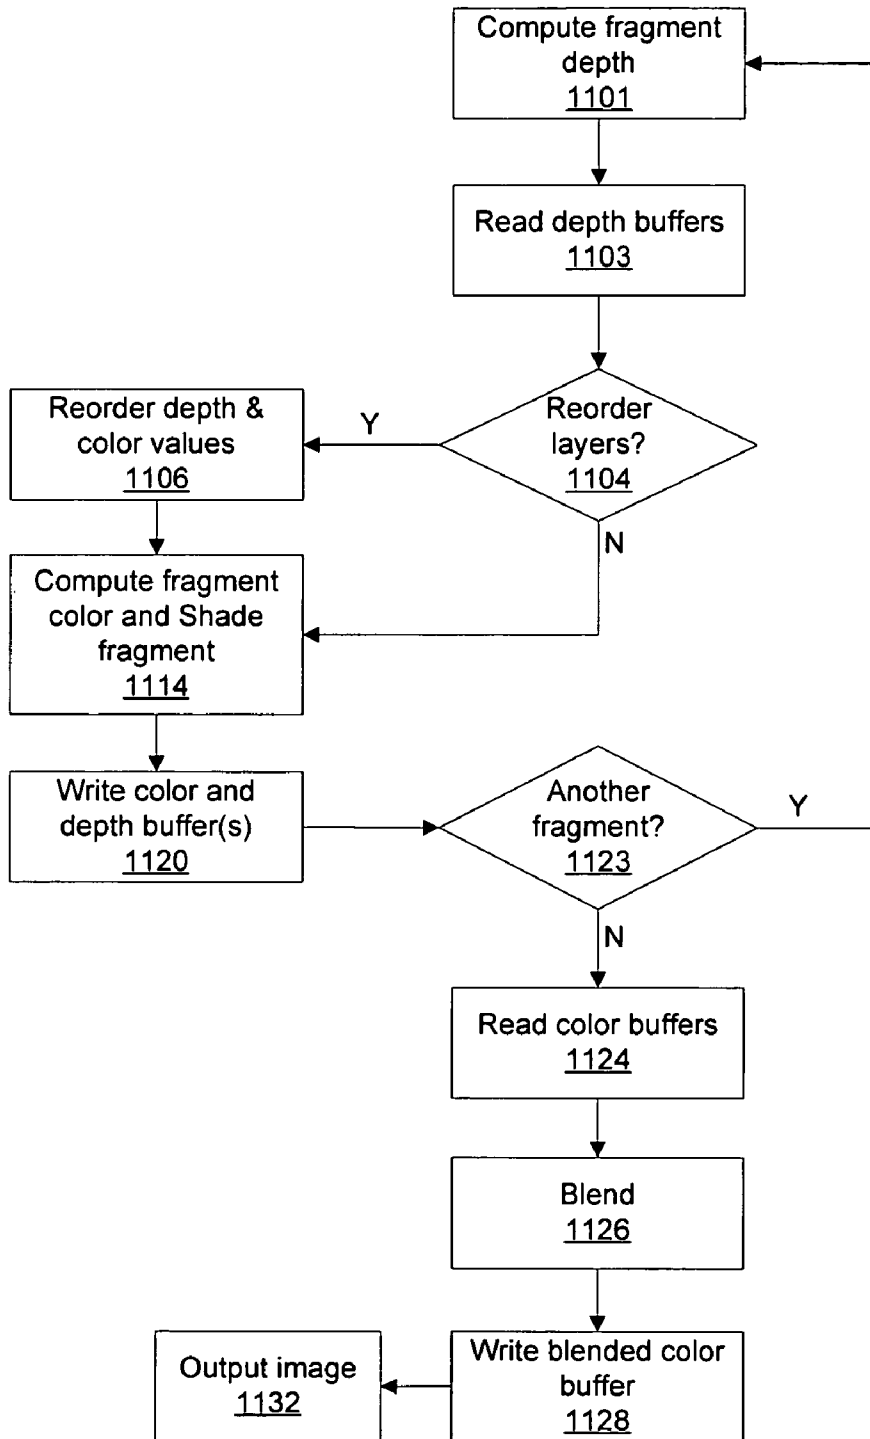 Compute fragment
depth
1101
Read depth buffers
1103
Reorder
layers?
1104
Y
N
Reorder depth &
color values
1106
Compute fragment
color and Shade
fragment
1114
Write color and
depth buffer(s)
1120
Another
fragment?
1123
Y
N
Read color buffers
1124
Blend
1126
Write blended color
buffer
1128
Output image
1132